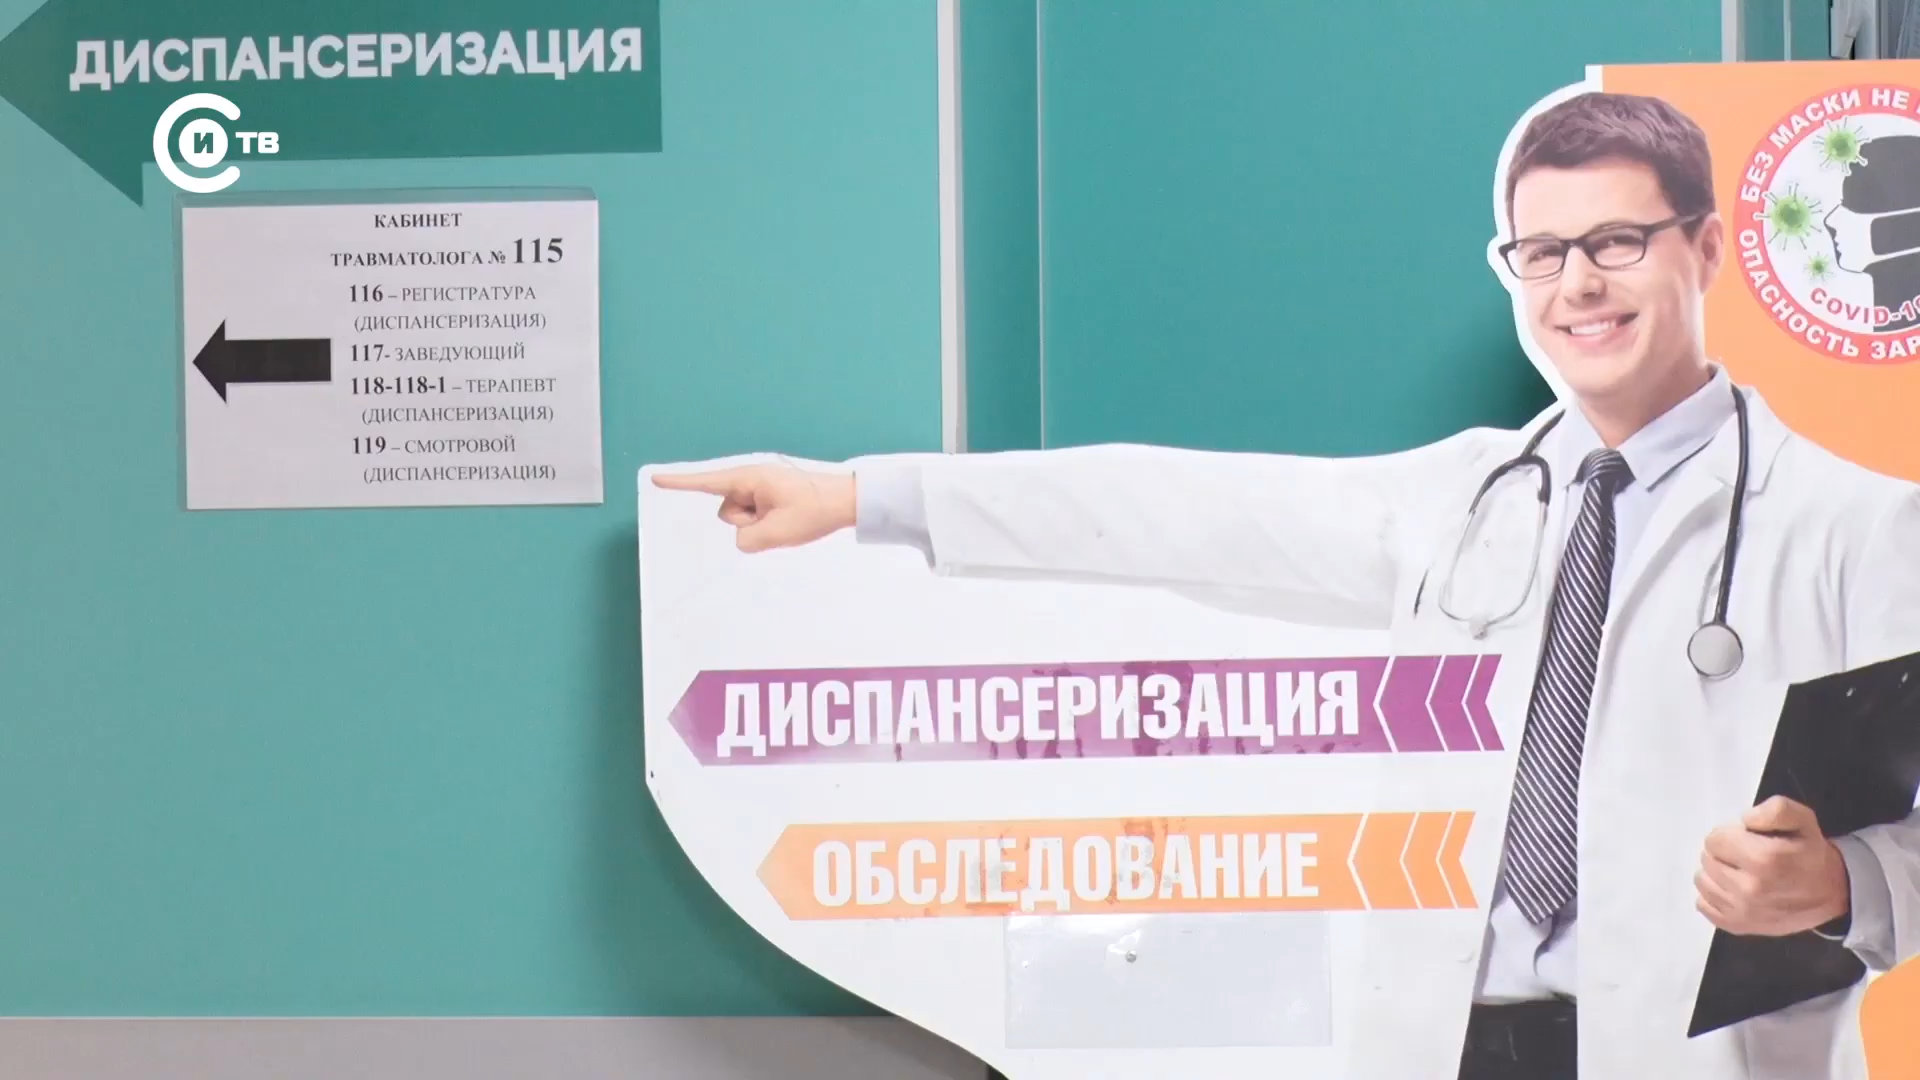 ДИСПАНСЕРИЗАЦИЯ
СИТВ
КАБИНЕТ
ТРАВМАТОЛОГА № 115
116 – РЕГИСТРАТУРА
(ДИСПАНСЕРИЗАЦИЯ)
117- ЗАВЕДУЮЩИЙ
118-118-1 – ТЕРАПЕВТ
(ДИСПАНСЕРИЗАЦИЯ)
119 – СМОТРОВОЙ
(ДИСПАНСЕРИЗАЦИЯ)
БЕЗ МАСКИ НЕ
COVID-19
ОПАСНОСТЬ ЗАР
ДИСПАНСЕРИЗАЦИЯ
ОБСЛЕДОВАНИЕ